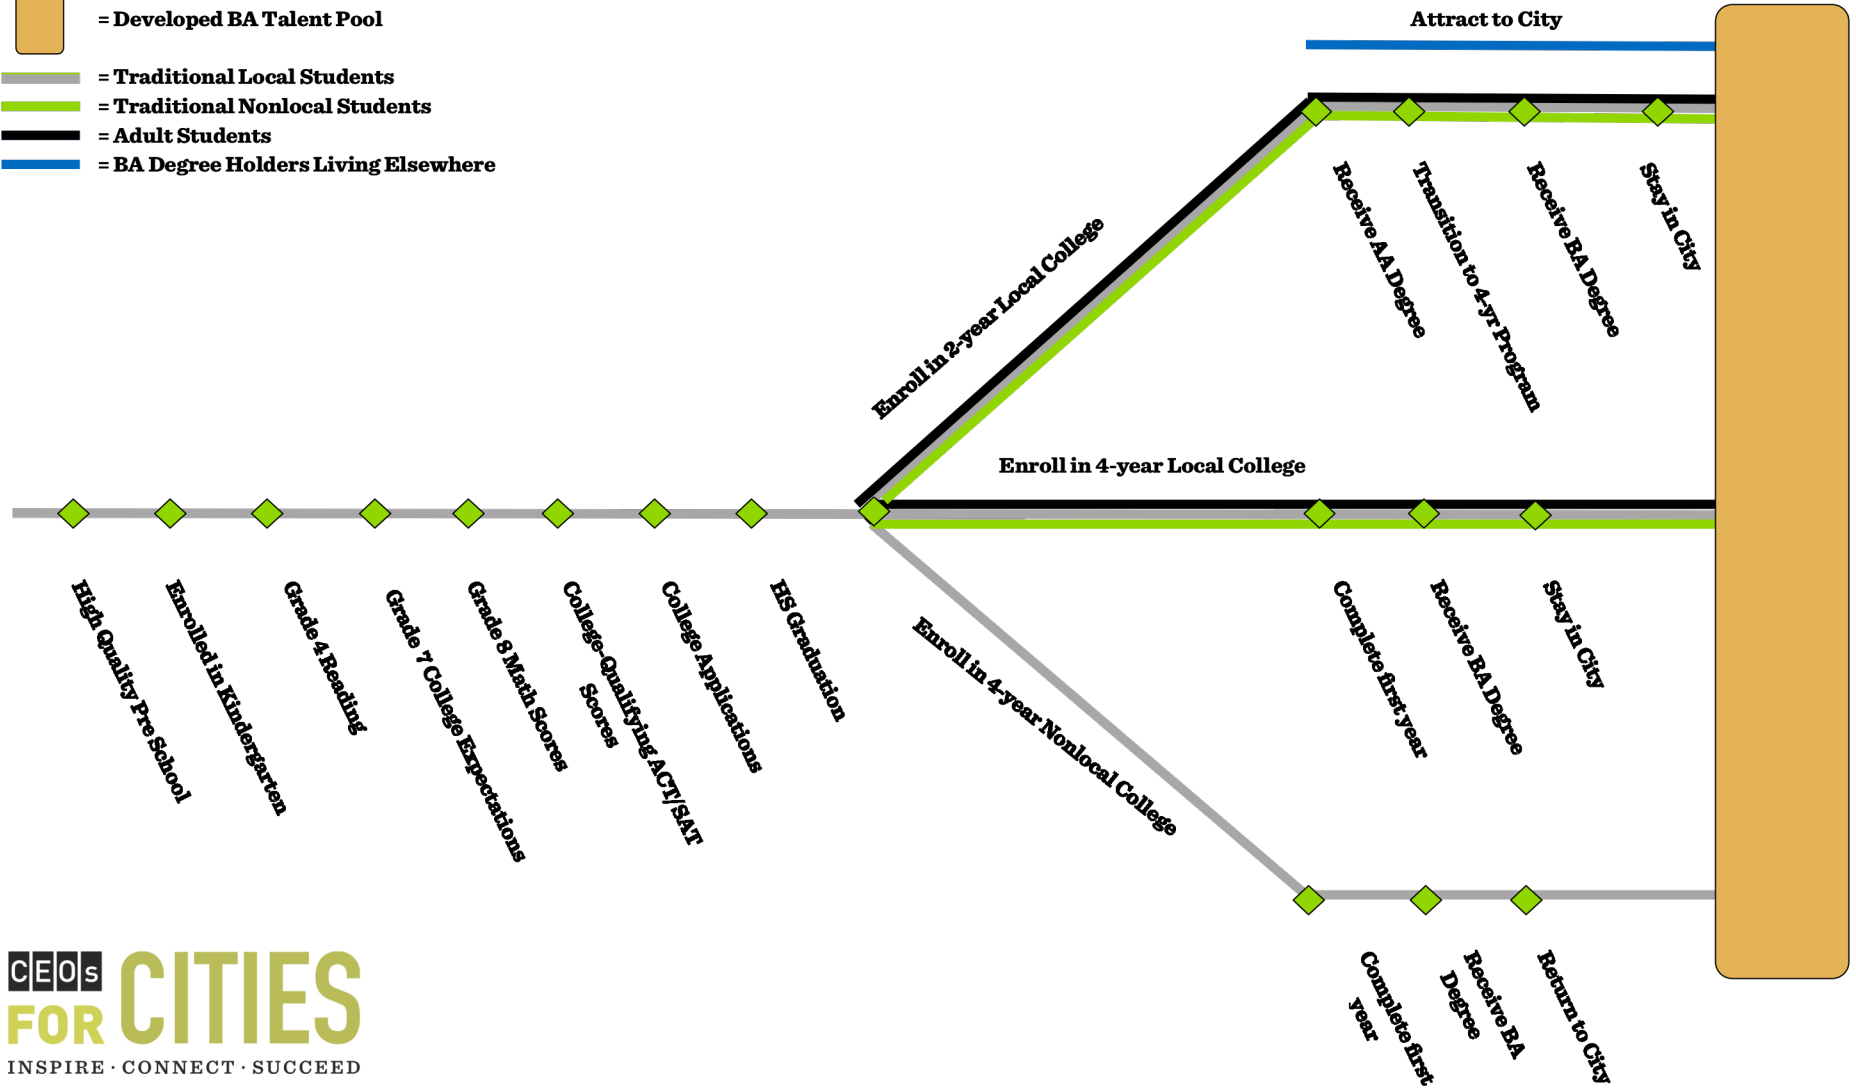 = Developed BA Talent Pool
= Traditional Local Students
= Traditional Nonlocal Students
= Adult Students
= BA Degree Holders Living Elsewhere
Attract to City
Enroll in 2-year Local College
Receive AA Degree
Transition to 4-yr Program
Receive BA Degree
Stay in City
Enroll in 4-year Local College
High Quality Pre School
Enrolled in Kindergarten
Grade 4 Reading
Grade 7 College Expectations
Grade 8 Math Scores
College-Qualifying ACT/SAT
Scores
College Applications
HS Graduation
Complete first year
Receive BA Degree
Stay in City
Enroll in 4-year Nonlocal College
Complete first
year
Receive BA
Degree
Return to City
CEOs
FOR
CITIES
INSPIRE · CONNECT · SUCCEED